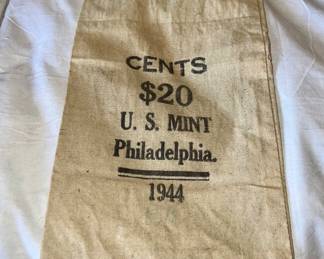 CENTS
$20
U. S. MINT
Philadelphia.
1944